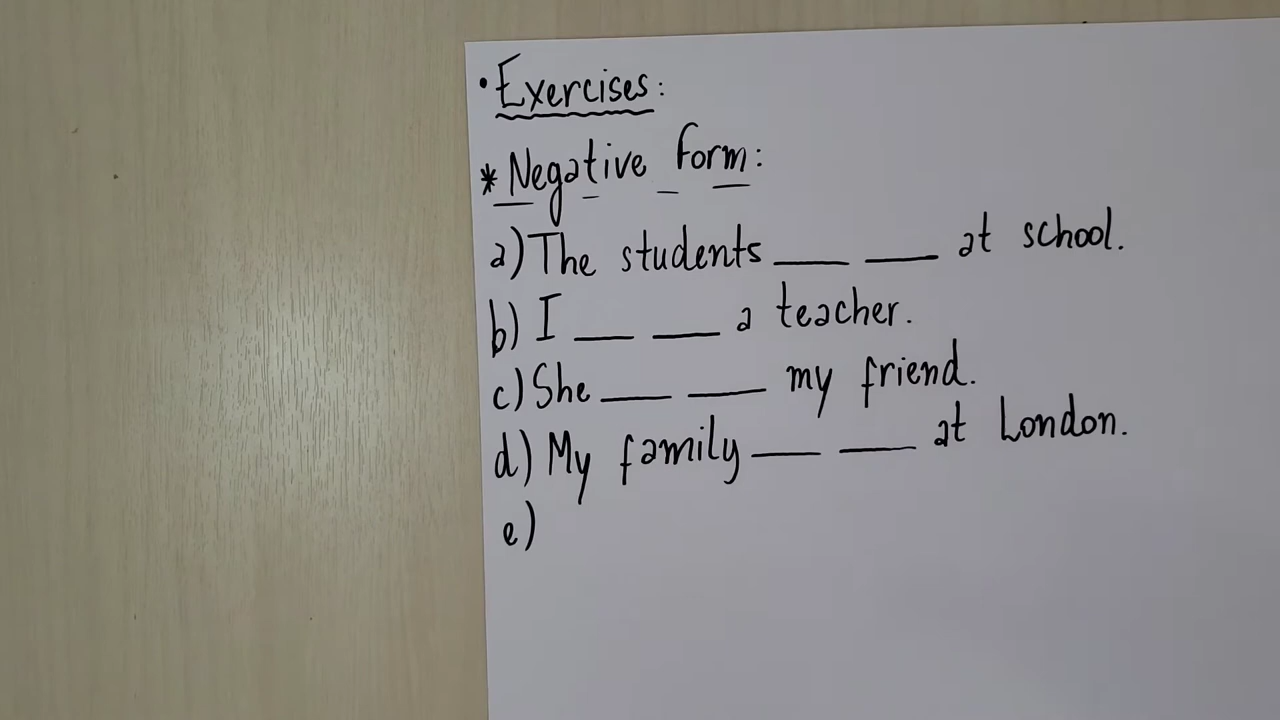 • Exercises:
* Negative form:
a) The students ___ ___ at school.
b) I ___ ___ a teacher.
c) She ___ ___ my friend.
d) My family ___ ___ at London.
e)